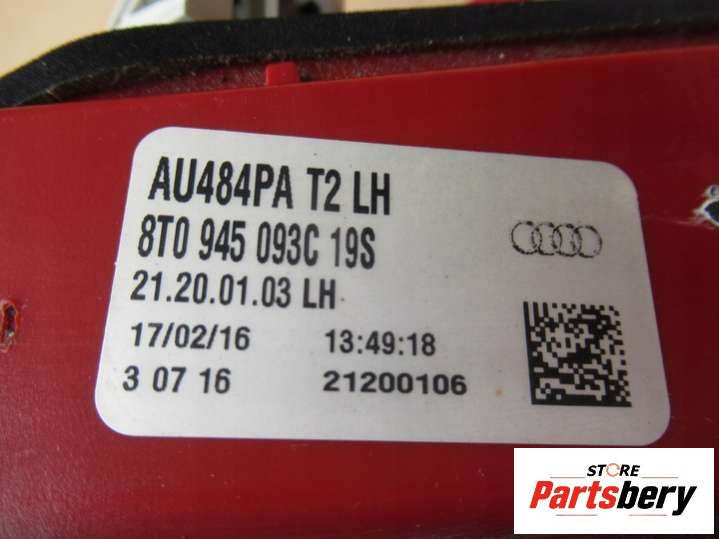 AU484PA T2 LH
8T0 945 093C 19S
21.20.01.03 LH
17/02/16 13:49:18
3 07 16 21200106
STORE
Partsbery